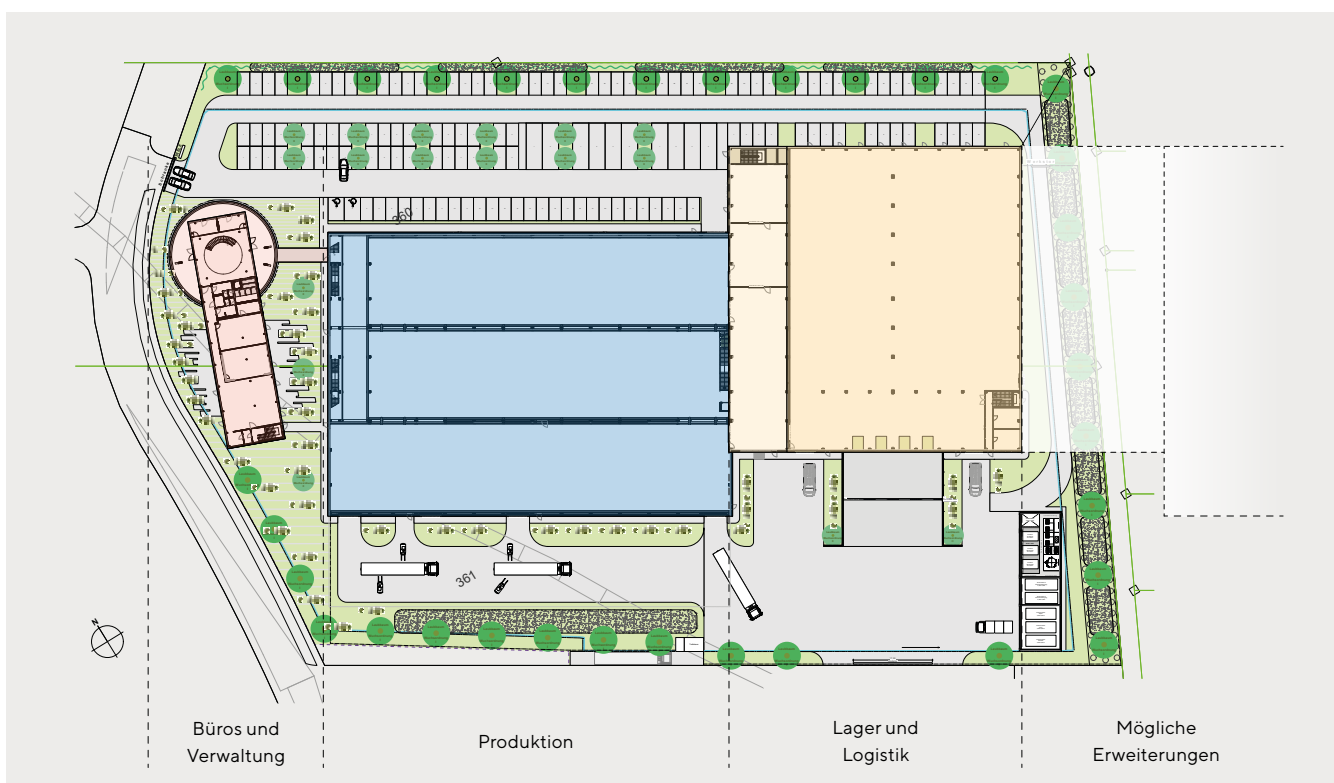 360
361
N
Büros und
Verwaltung
Produktion
Lager und
Logistik
Mögliche
Erweiterungen